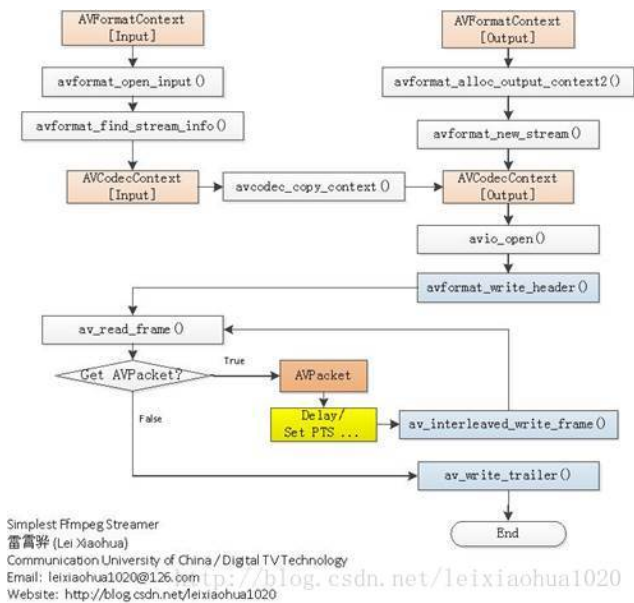 AVFormatContext
[Input]
AVFormatContext
[Output]
avformat_open_input()
avformat_alloc_output_context2()
avformat_find_stream_info()
avformat_new_stream()
AVCodecContext
[Input]
avcodec_copy_context()
AVCodecContext
[Output]
avio_open()
avformat_write_header()
av_read_frame()
Get AVPacket?
True
AVPacket
False
Delay/
Set PTS ...
av_interleaved_write_frame()
av_write_trailer()
End
Simplest FFmpeg Streamer
雷霄骅 (Lei Xiaohua)
Communication University of China / Digital TV Technology
Email: leixiaohua1020@126.com
Website: http://blog.csdn.net/leixiaohua1020
http://blog.csdn.net/leixiaohua1020